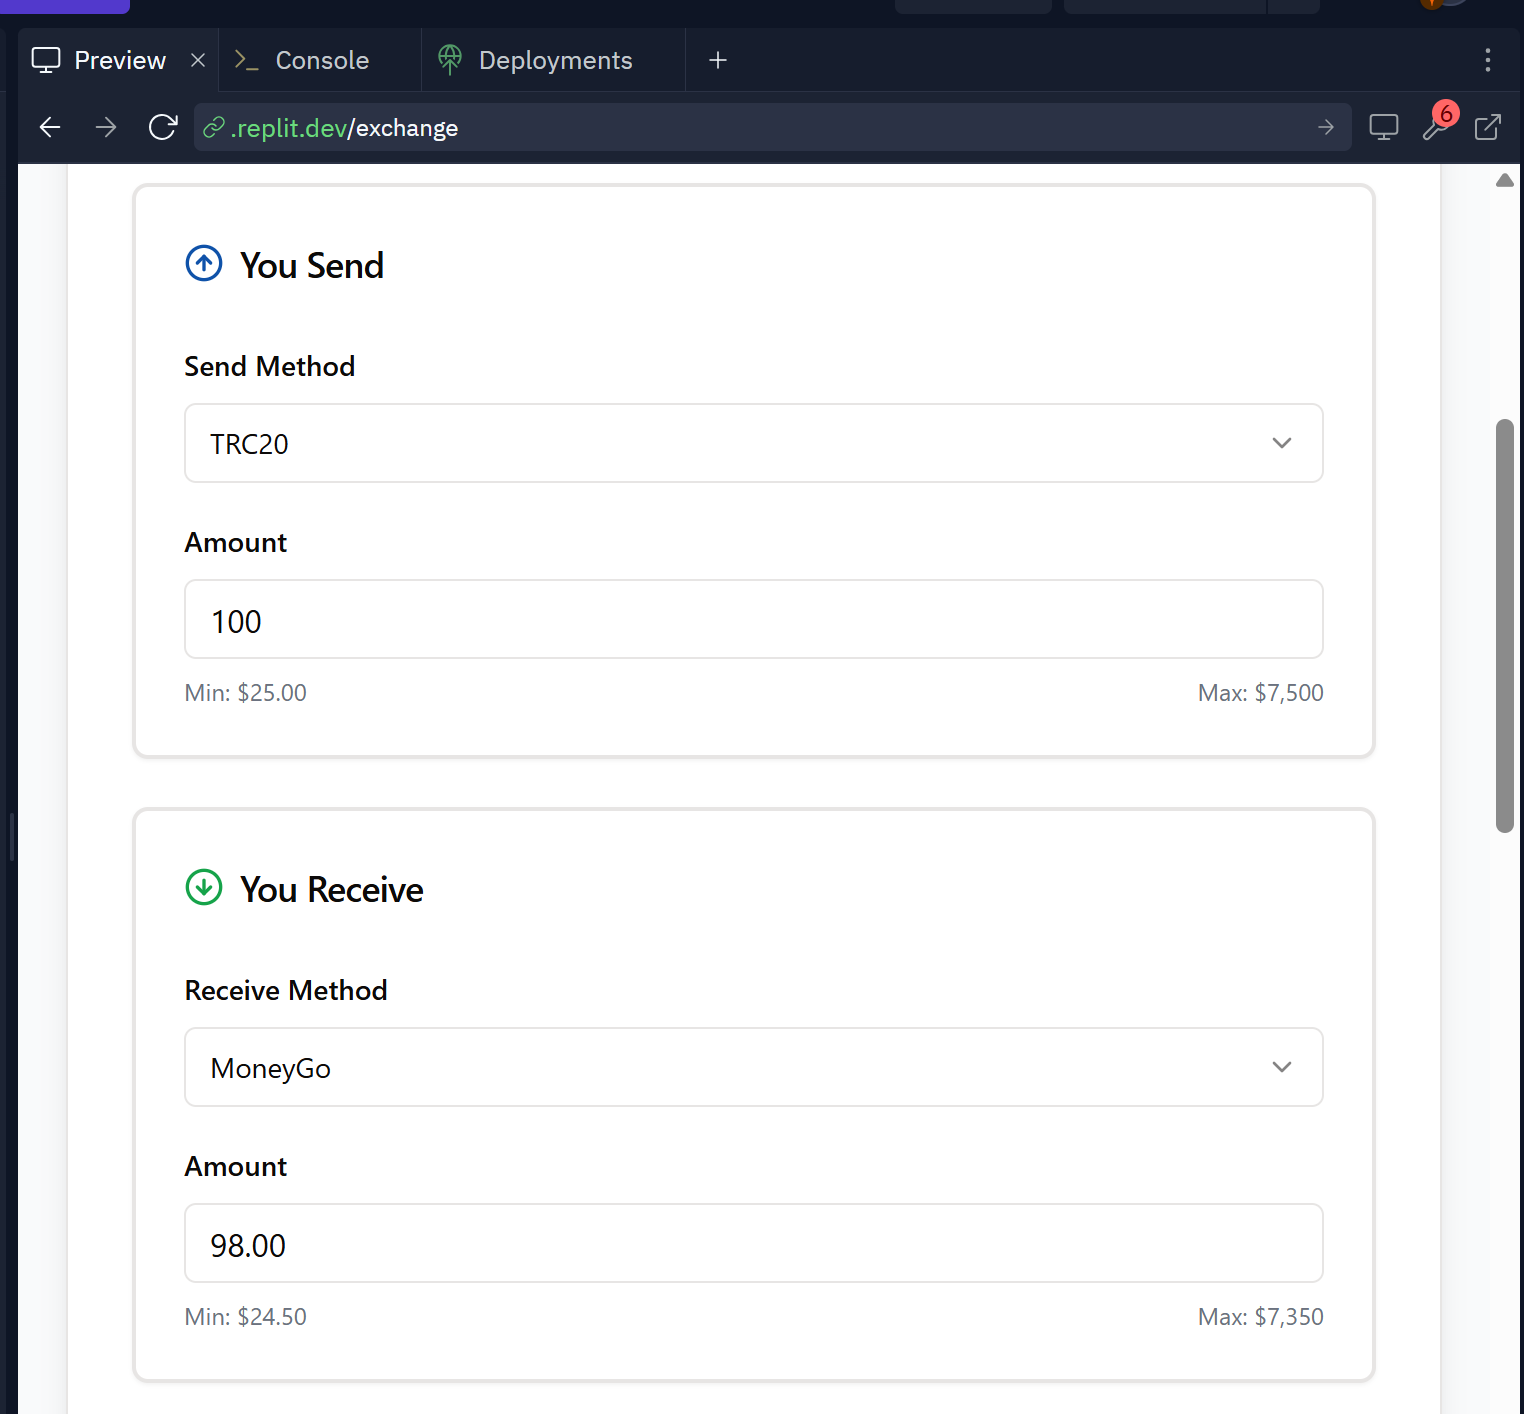 Preview
Console
Deployments
.replit.dev/exchange
6
You Send
Send Method
TRC20
Amount
100
Min: $25.00 Max: $7,500
You Receive
Receive Method
MoneyGo
Amount
98.00
Min: $24.50 Max: $7,350